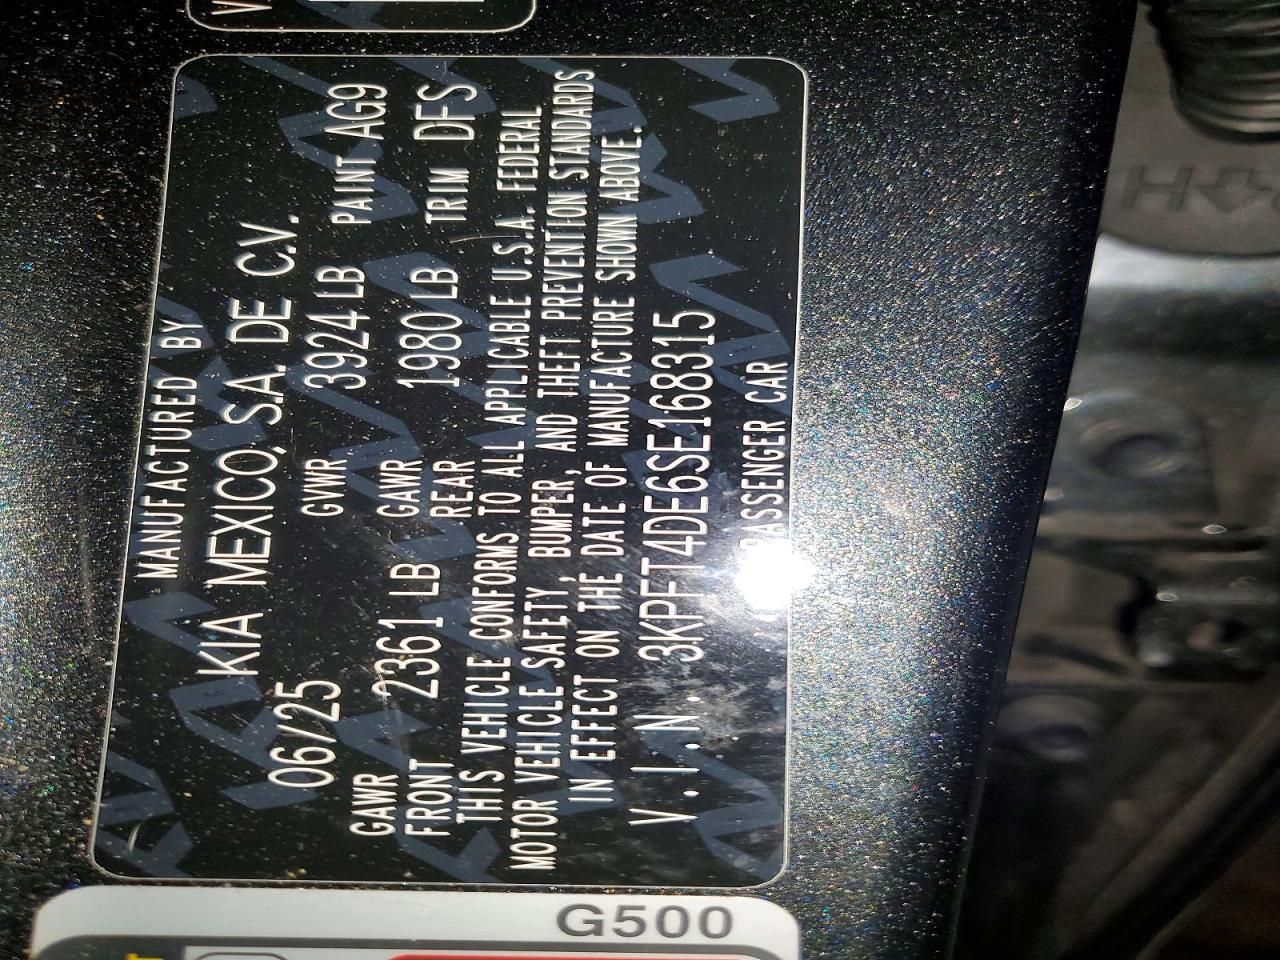 MANUFACTURED BY
KIA MEXICO, S.A. DE C.V.
06/25 GVWR 3924 LB PAINT AG9
GAWR FRONT 2361 LB GAWR REAR 1980 LB TRIM DFS
THIS VEHICLE CONFORMS TO ALL APPLICABLE U.S.A. FEDERAL
MOTOR VEHICLE SAFETY, BUMPER, AND THEFT PREVENTION STANDARDS
IN EFFECT ON THE DATE OF MANUFACTURE SHOWN ABOVE.
V.I.N. 3KPFT4DE6SE168315
PASSENGER CAR
G500